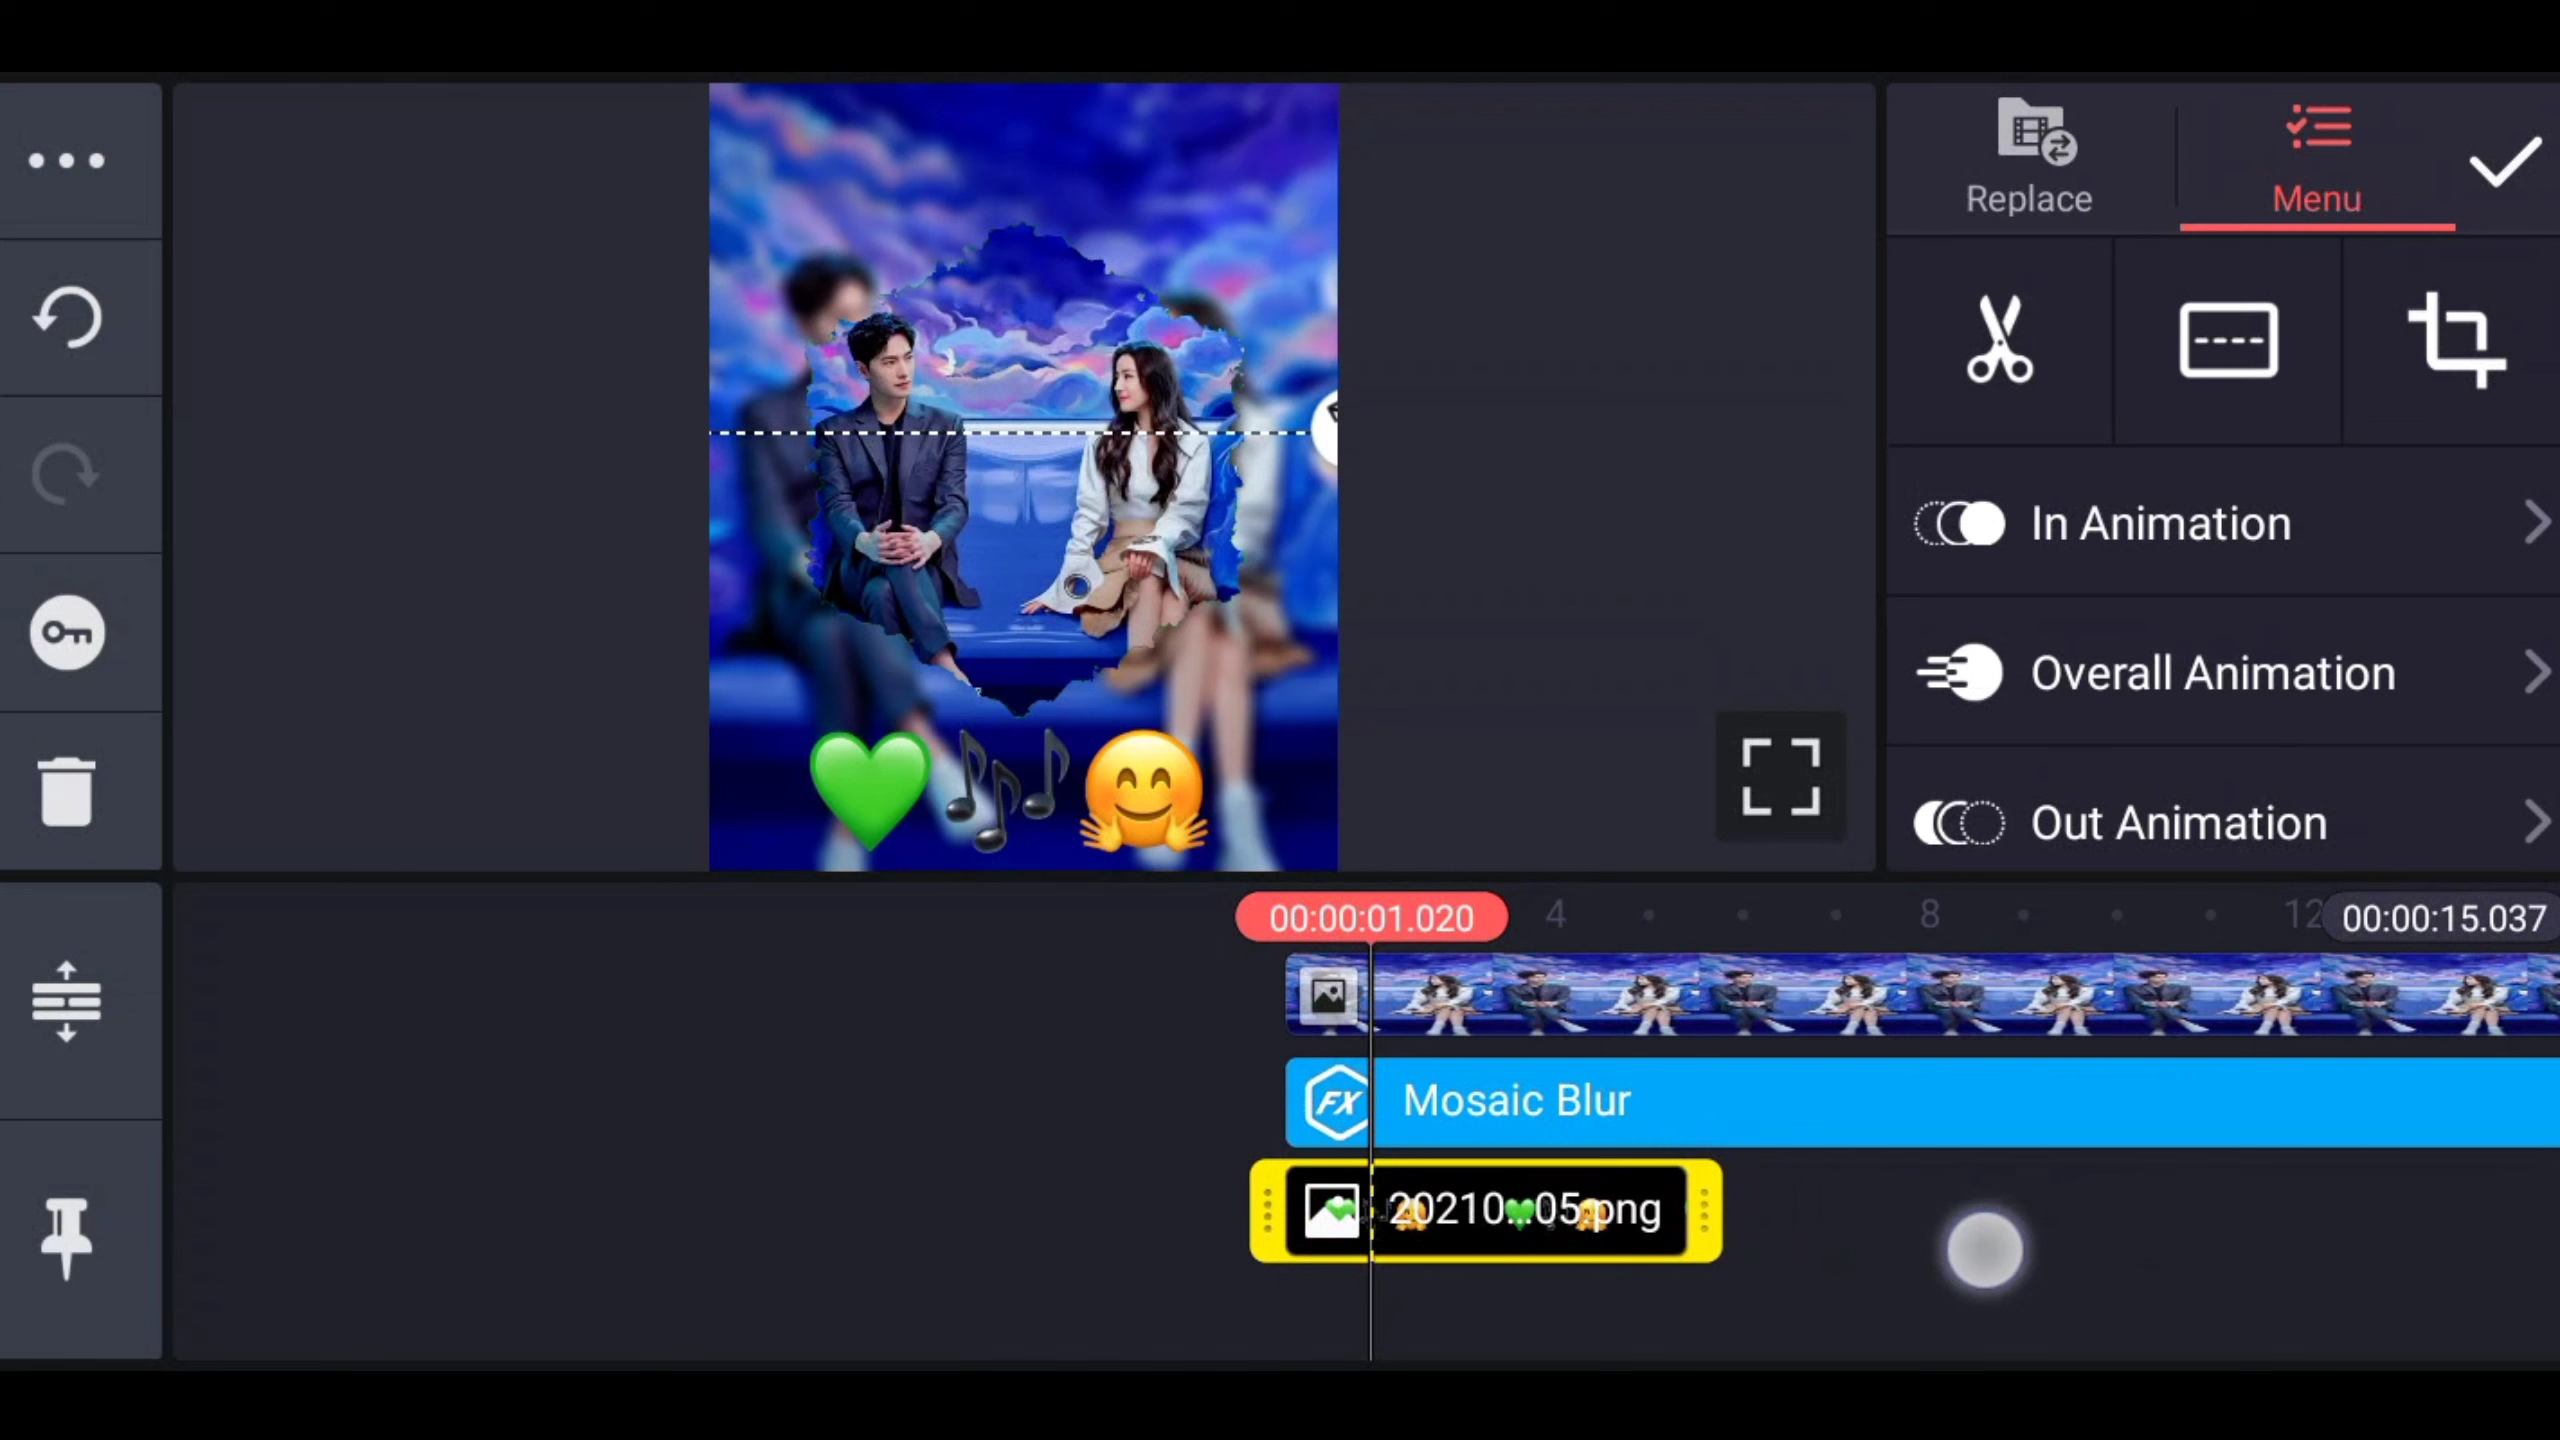 Replace
Menu
In Animation
Overall Animation
Out Animation
00:00:01.020
4
8
12
00:00:15.037
FX
Mosaic Blur
20210...05.png